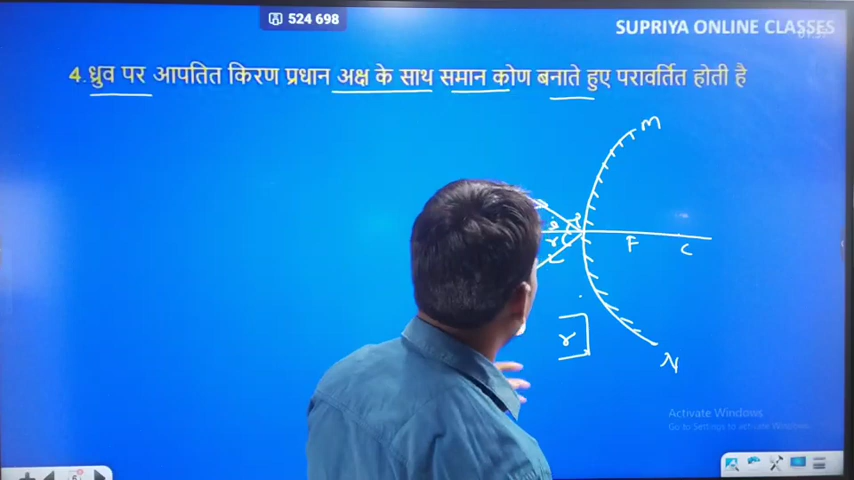 524 698
SUPRIYA ONLINE CLASSES
4. ध्रुव पर आपतित किरण प्रधान अक्ष के साथ समान कोण बनाते हुए परावर्तित होती है
M
F
C
r
r
N
Activate Windows
Go to Settings to activate Windows.